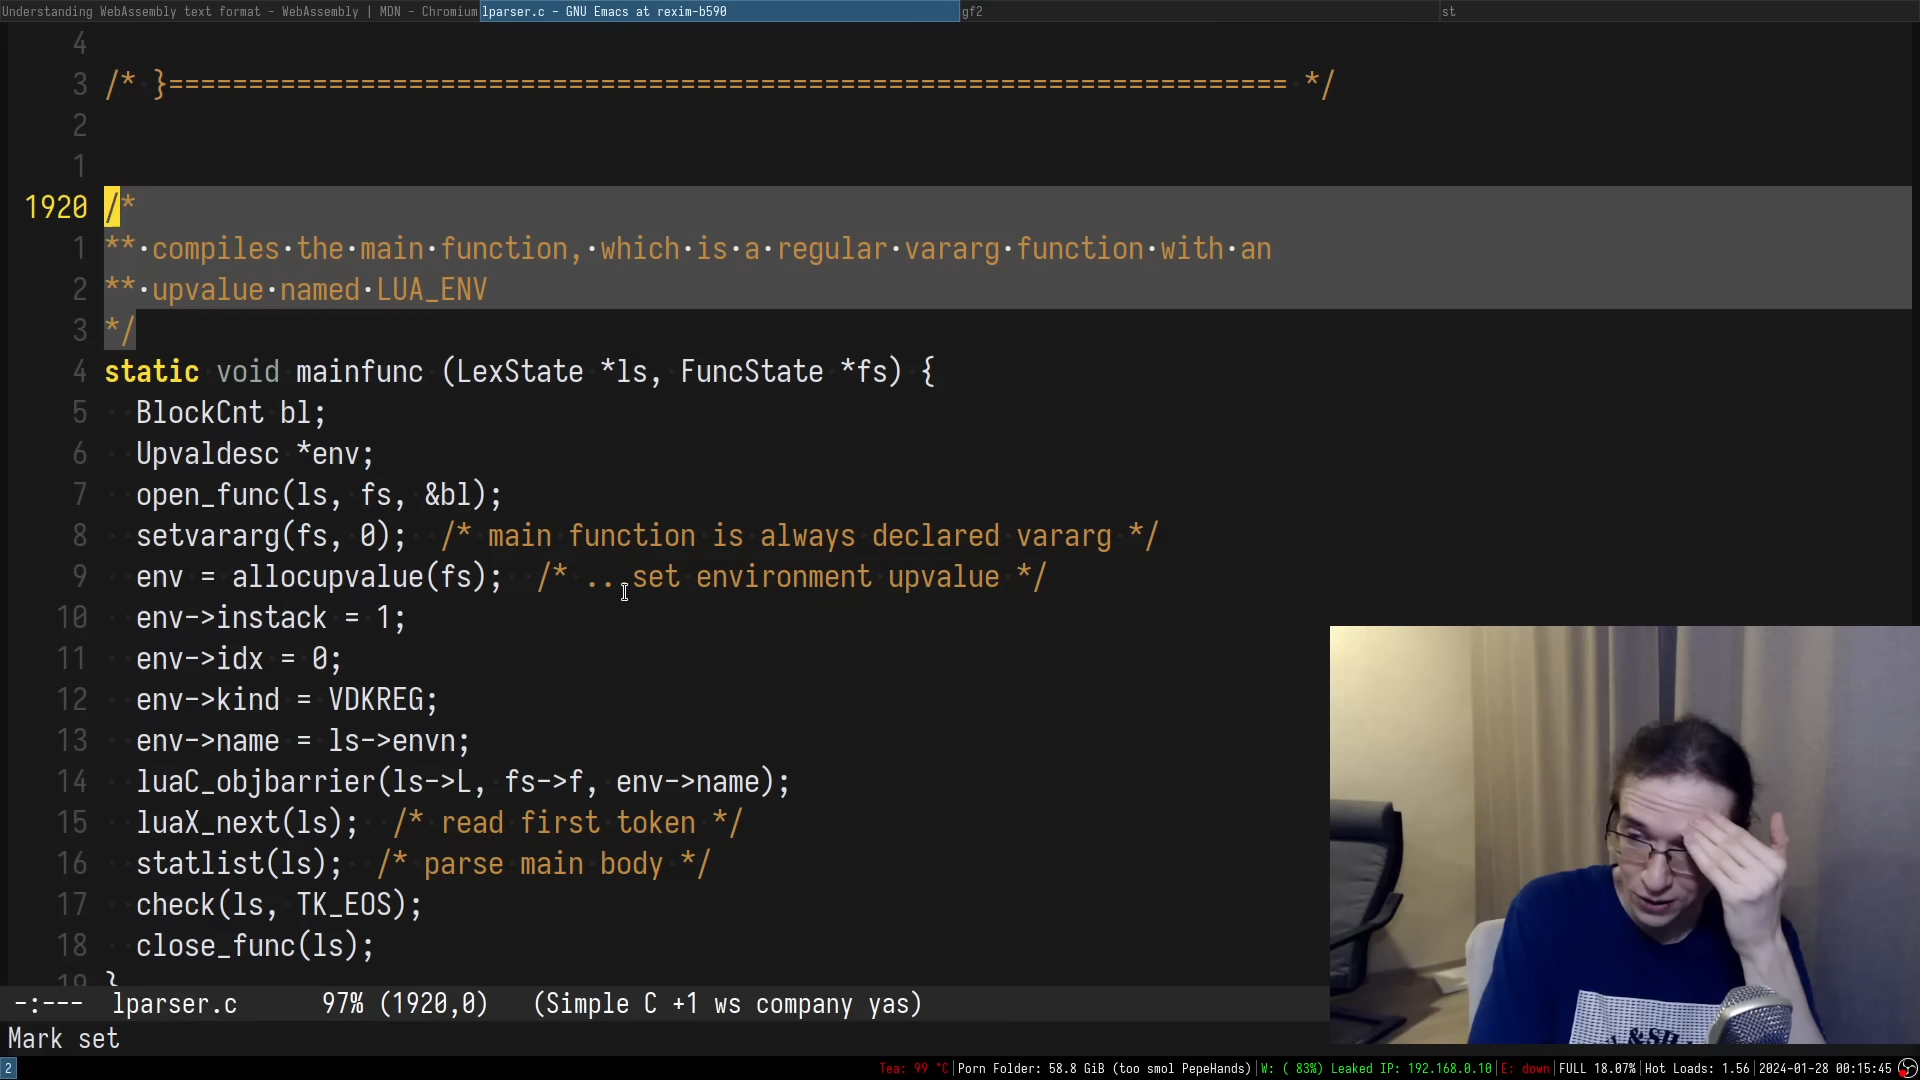 Understanding WebAssembly text format - WebAssembly | MDN - Chromium
lparser.c - GNU Emacs at rexim-b590
gf2
st
4
3 /* }====================================================================== */
2
1
1920 /*
1 ** compiles the main function, which is a regular vararg function with an
2 ** upvalue named LUA_ENV
3 */
4 static void mainfunc (LexState *ls, FuncState *fs) {
5 BlockCnt bl;
6 Upvaldesc *env;
7 open_func(ls, fs, &bl);
8 setvararg(fs, 0);  /* main function is always declared vararg */
9 env = allocupvalue(fs);  /* ...set environment upvalue */
10 env->instack = 1;
11 env->idx = 0;
12 env->kind = VDKREG;
13 env->name = ls->envn;
14 luaC_objbarrier(ls->L, fs->f, env->name);
15 luaX_next(ls);  /* read first token */
16 statlist(ls);  /* parse main body */
17 check(ls, TK_EOS);
18 close_func(ls);
19 }
-:--- lparser.c 97% (1920,0) (Simple C +1 ws company yas)
Mark set
2
Tea: 99 °C | Porn Folder: 58.8 GiB (too smol PepeHands) | W: ( 83%) Leaked IP: 192.168.0.10 | E: down | FULL 18.07% | Hot Loads: 1.56 | 2024-01-28 00:15:45